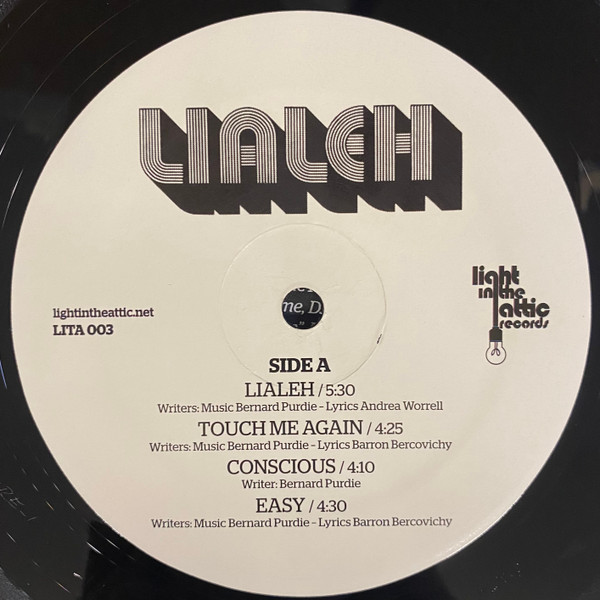 LIALEH
light
in the
attic
records
lightintheattic.net
LITA 003
ne, D.
SIDE A
LIALEH / 5:30
Writers: Music Bernard Purdie – Lyrics Andrea Worrell
TOUCH ME AGAIN / 4:25
Writers: Music Bernard Purdie – Lyrics Barron Bercovichy
CONSCIOUS / 4:10
Writer: Bernard Purdie
EASY / 4:30
Writers: Music Bernard Purdie – Lyrics Barron Bercovichy